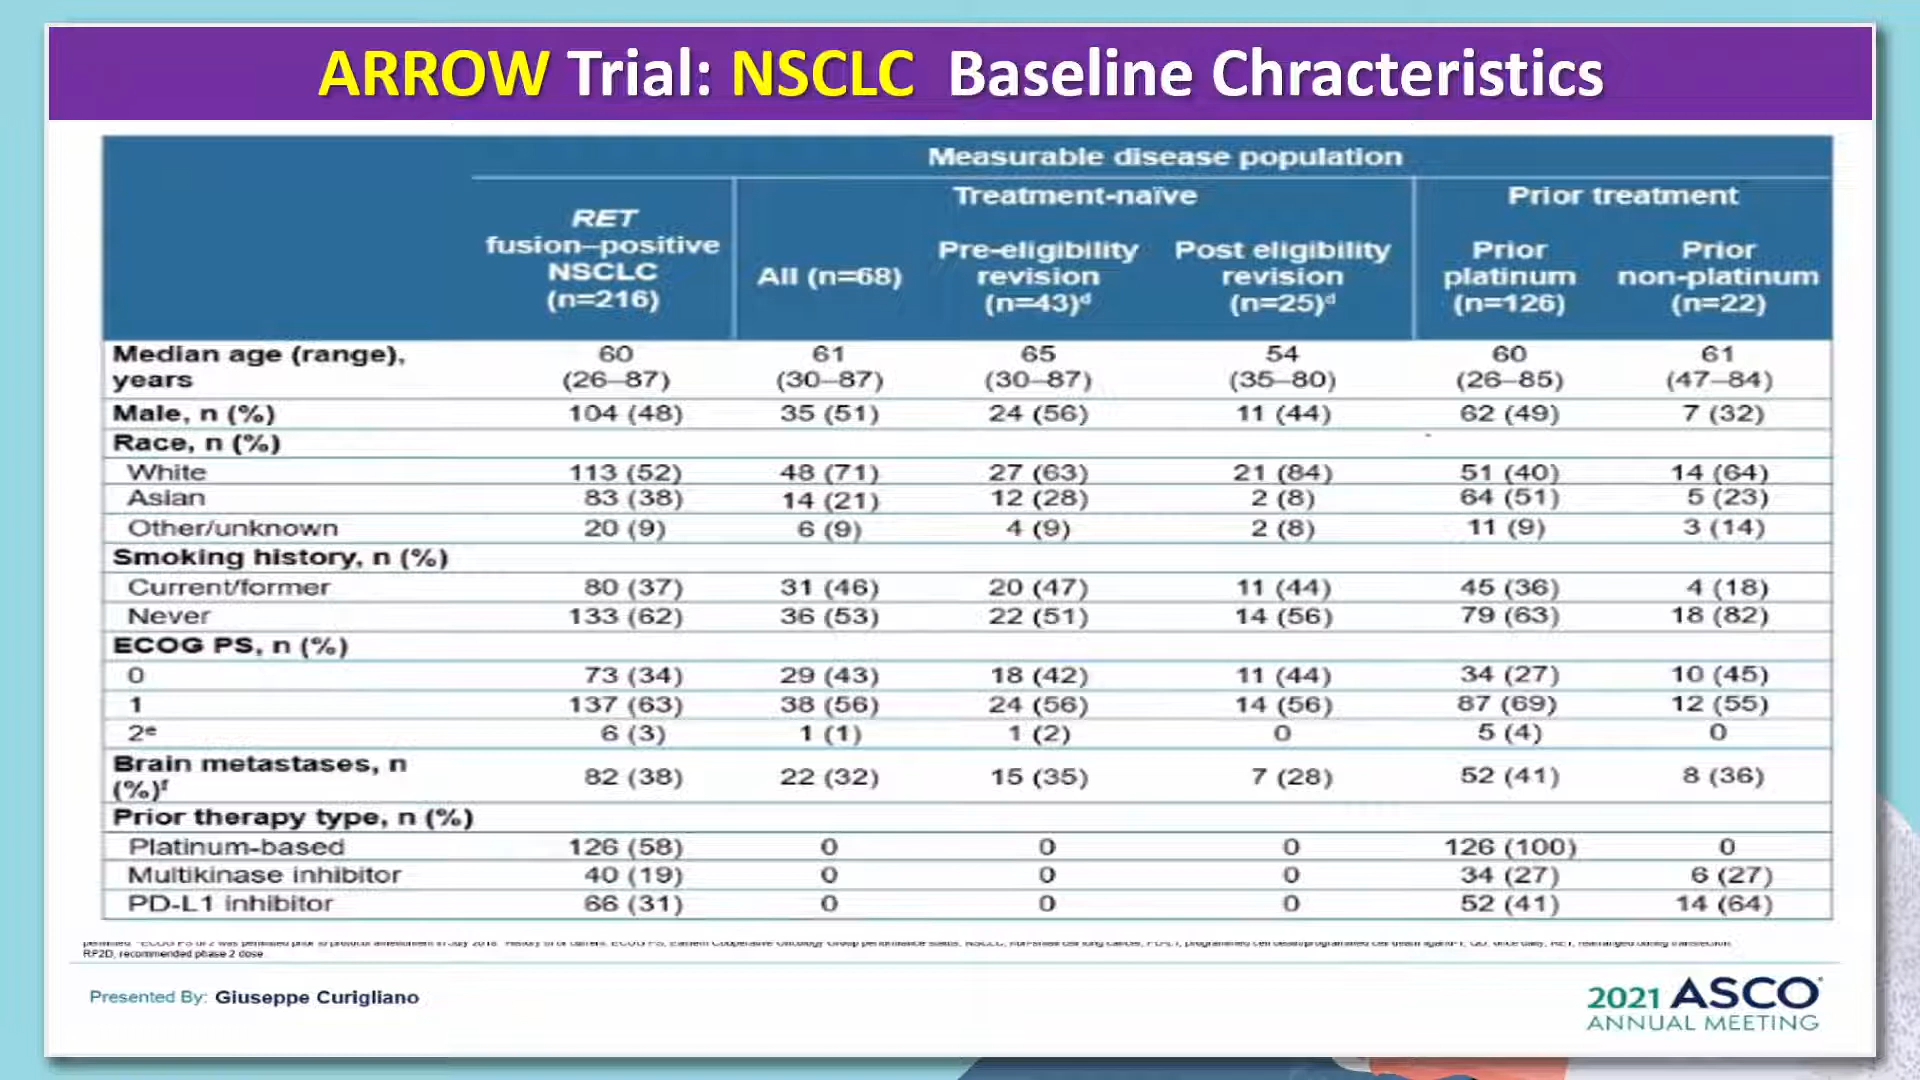 ARROW Trial: NSCLC Baseline Chracteristics
Measurable disease population
Treatment-naïve Prior treatment
RET fusion–positive NSCLC (n=216) All (n=68) Pre-eligibility revision (n=43)d Post eligibility revision (n=25)d Prior platinum (n=126) Prior non-platinum (n=22)
Median age (range), years 60 (26–87) 61 (30–87) 65 (30–87) 54 (35–80) 60 (26–85) 61 (47–84)
Male, n (%) 104 (48) 35 (51) 24 (56) 11 (44) 62 (49) 7 (32)
Race, n (%)
White 113 (52) 48 (71) 27 (63) 21 (84) 51 (40) 14 (64)
Asian 83 (38) 14 (21) 12 (28) 2 (8) 64 (51) 5 (23)
Other/unknown 20 (9) 6 (9) 4 (9) 2 (8) 11 (9) 3 (14)
Smoking history, n (%)
Current/former 80 (37) 31 (46) 20 (47) 11 (44) 45 (36) 4 (18)
Never 133 (62) 36 (53) 22 (51) 14 (56) 79 (63) 18 (82)
ECOG PS, n (%)
0 73 (34) 29 (43) 18 (42) 11 (44) 34 (27) 10 (45)
1 137 (63) 38 (56) 24 (56) 14 (56) 87 (69) 12 (55)
2e 6 (3) 1 (1) 1 (2) 0 5 (4) 0
Brain metastases, n (%)f 82 (38) 22 (32) 15 (35) 7 (28) 52 (41) 8 (36)
Prior therapy type, n (%)
Platinum-based 126 (58) 0 0 0 126 (100) 0
Multikinase inhibitor 40 (19) 0 0 0 34 (27) 6 (27)
PD-L1 inhibitor 66 (31) 0 0 0 52 (41) 14 (64)
RP2D, recommended phase 2 dose
Presented By: Giuseppe Curigliano
2021 ASCO
ANNUAL MEETING